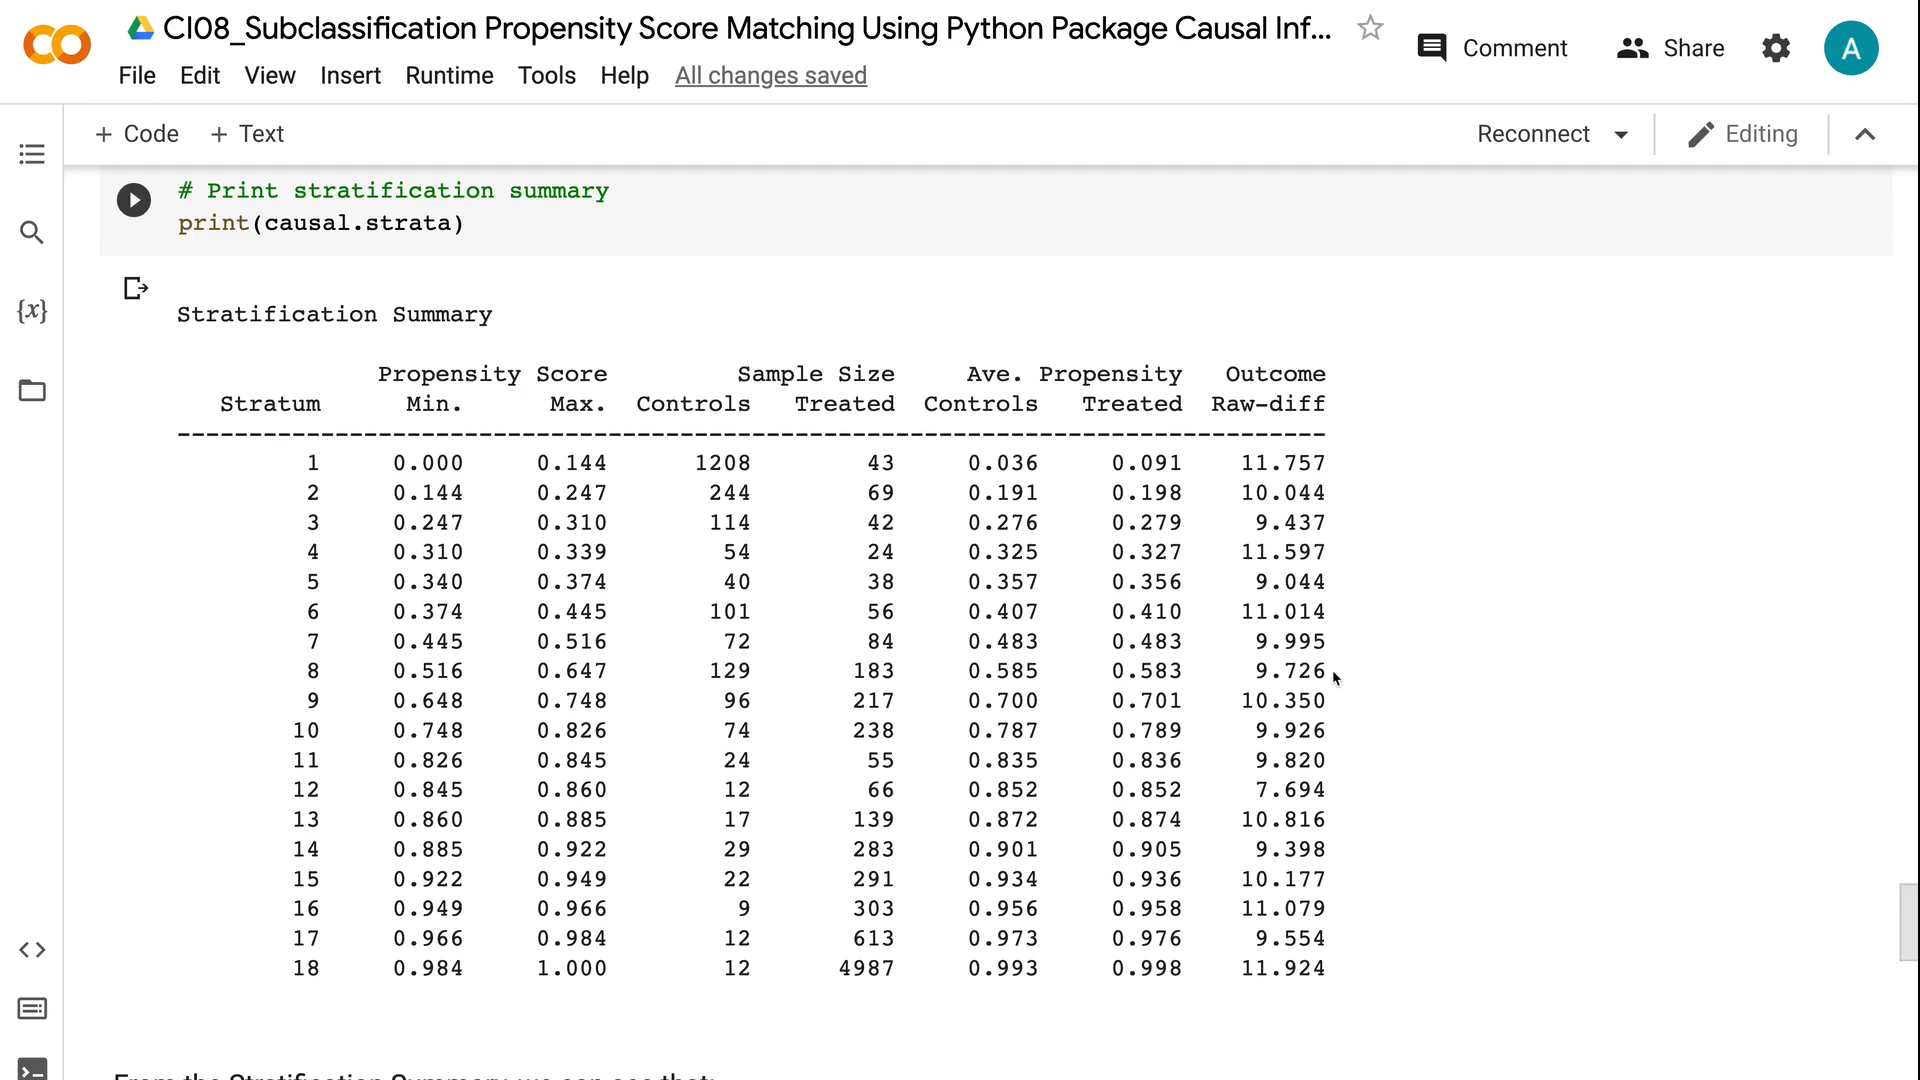 CI08_Subclassification Propensity Score Matching Using Python Package Causal Inf...
Comment
Share
A
File Edit View Insert Runtime Tools Help All changes saved
+ Code + Text
Reconnect
Editing
# Print stratification summary
print(causal.strata)
{x}
Stratification Summary
Propensity Score Sample Size Ave. Propensity Outcome
Stratum Min. Max. Controls Treated Controls Treated Raw-diff
--------------------------------------------------------------------------------
1 0.000 0.144 1208 43 0.036 0.091 11.757
2 0.144 0.247 244 69 0.191 0.198 10.044
3 0.247 0.310 114 42 0.276 0.279 9.437
4 0.310 0.339 54 24 0.325 0.327 11.597
5 0.340 0.374 40 38 0.357 0.356 9.044
6 0.374 0.445 101 56 0.407 0.410 11.014
7 0.445 0.516 72 84 0.483 0.483 9.995
8 0.516 0.647 129 183 0.585 0.583 9.726
9 0.648 0.748 96 217 0.700 0.701 10.350
10 0.748 0.826 74 238 0.787 0.789 9.926
11 0.826 0.845 24 55 0.835 0.836 9.820
12 0.845 0.860 12 66 0.852 0.852 7.694
13 0.860 0.885 17 139 0.872 0.874 10.816
14 0.885 0.922 29 283 0.901 0.905 9.398
15 0.922 0.949 22 291 0.934 0.936 10.177
16 0.949 0.966 9 303 0.956 0.958 11.079
17 0.966 0.984 12 613 0.973 0.976 9.554
18 0.984 1.000 12 4987 0.993 0.998 11.924
From the Stratification Summary, we can see that: